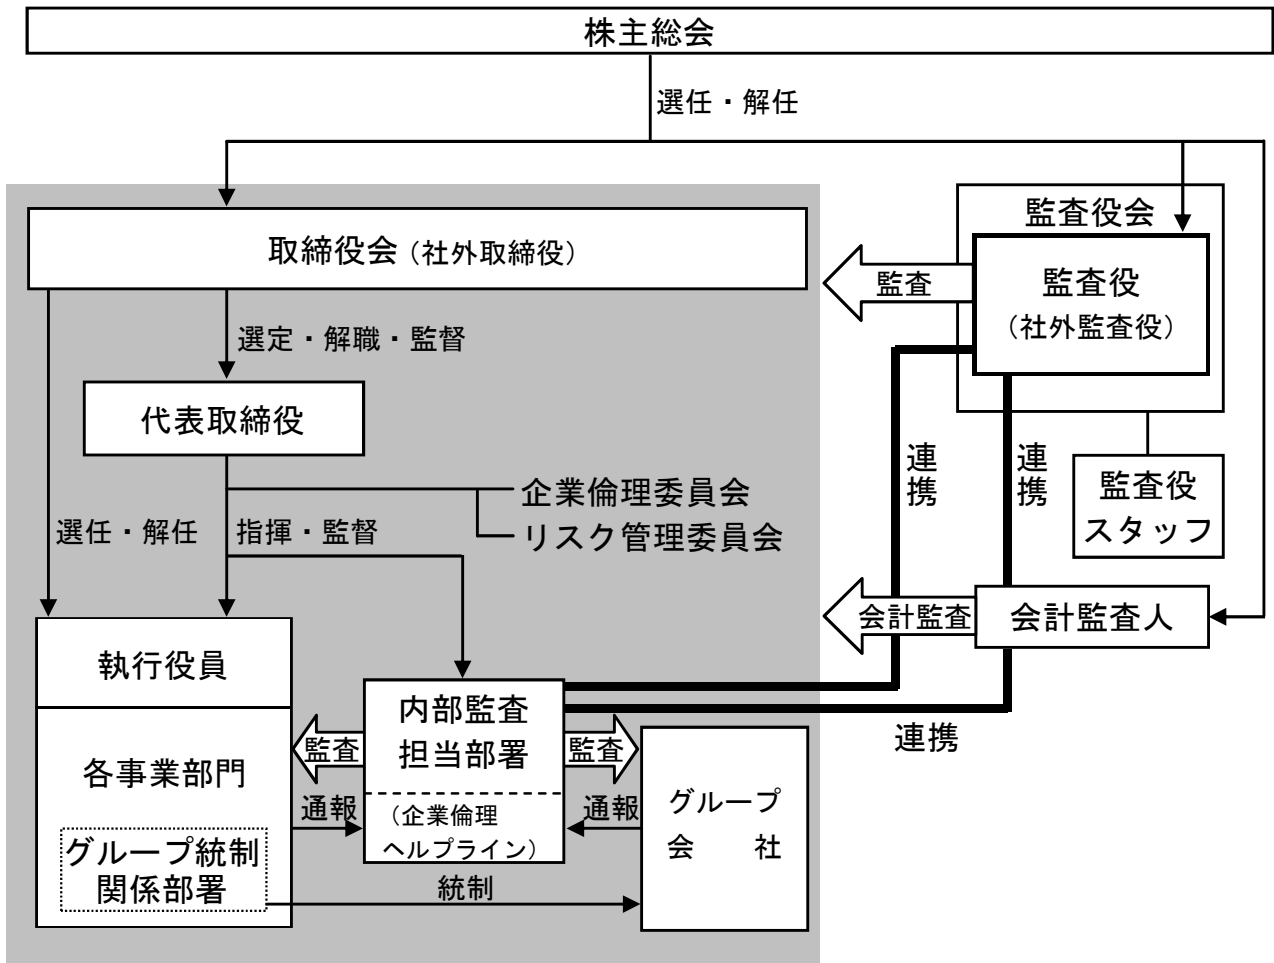 株主総会
選任・解任
取締役会（社外取締役）
監査役会
監査役
（社外監査役）
監査
選定・解職・監督
代表取締役
連携
連携
監査役
スタッフ
企業倫理委員会
リスク管理委員会
選任・解任
指揮・監督
会計監査
会計監査人
執行役員
内部監査
担当部署
監査
監査
連携
各事業部門
通報
（企業倫理
ヘルプライン）
通報
グループ
会社
グループ統制
関係部署
統制